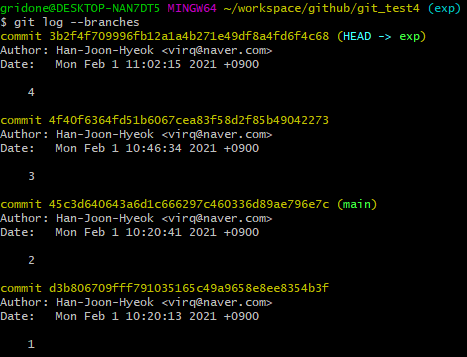 gridone@DESKTOP-NAN7DT5 MINGW64 ~/workspace/github/git_test4 (exp)
$ git log --branches
commit 3b2f4f709996fb12a1a4b271e49df8a4fd6f4c68 (HEAD -> exp)
Author: Han-Joon-Hyeok <virq@naver.com>
Date:   Mon Feb 1 11:02:15 2021 +0900

    4

commit 4f40f6364fd51b6067cea83f58d2f85b49042273
Author: Han-Joon-Hyeok <virq@naver.com>
Date:   Mon Feb 1 10:46:34 2021 +0900

    3

commit 45c3d640643a6d1c666297c460336d89ae796e7c (main)
Author: Han-Joon-Hyeok <virq@naver.com>
Date:   Mon Feb 1 10:20:41 2021 +0900

    2

commit d3b806709fff791035165c49a9658e8ee8354b3f
Author: Han-Joon-Hyeok <virq@naver.com>
Date:   Mon Feb 1 10:20:13 2021 +0900

    1